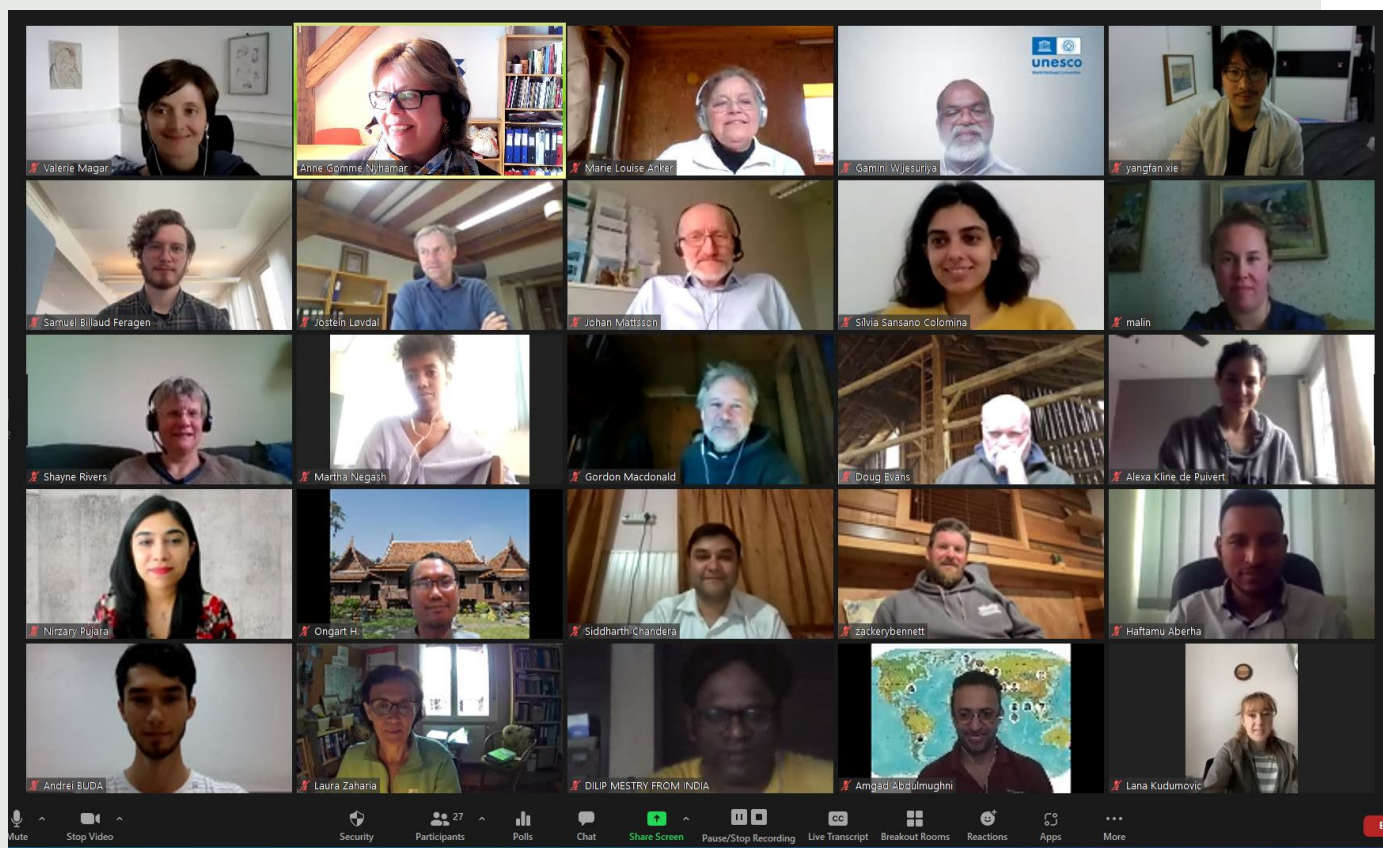 unesco
World Heritage Convention
Valerie Magar
Anne Gomme Nyhamar
Marie Louise Anker
Gamini Wijesuriya
yangfan xie
Samuel Billaud Feragen
Jostein Løvdal
Johan Mattsson
Sílvia Sansano Colomina
malin
Shayne Rivers
Martha Negash
Gordon Macdonald
Doug Evans
Alexa Kline de Puivert
Nirzary Pujara
Ongart H.
Siddharth Chandera
zackerybennett
Haftamu Aberha
Andrei BUDA
Laura Zaharia
DILIP MESTRY FROM INDIA
Amgad Abdulmughni
Lana Kudumovic
Mute
Stop Video
Security
27
Participants
Polls
Chat
Share Screen
Pause/Stop Recording
CC
Live Transcript
Breakout Rooms
Reactions
Apps
More